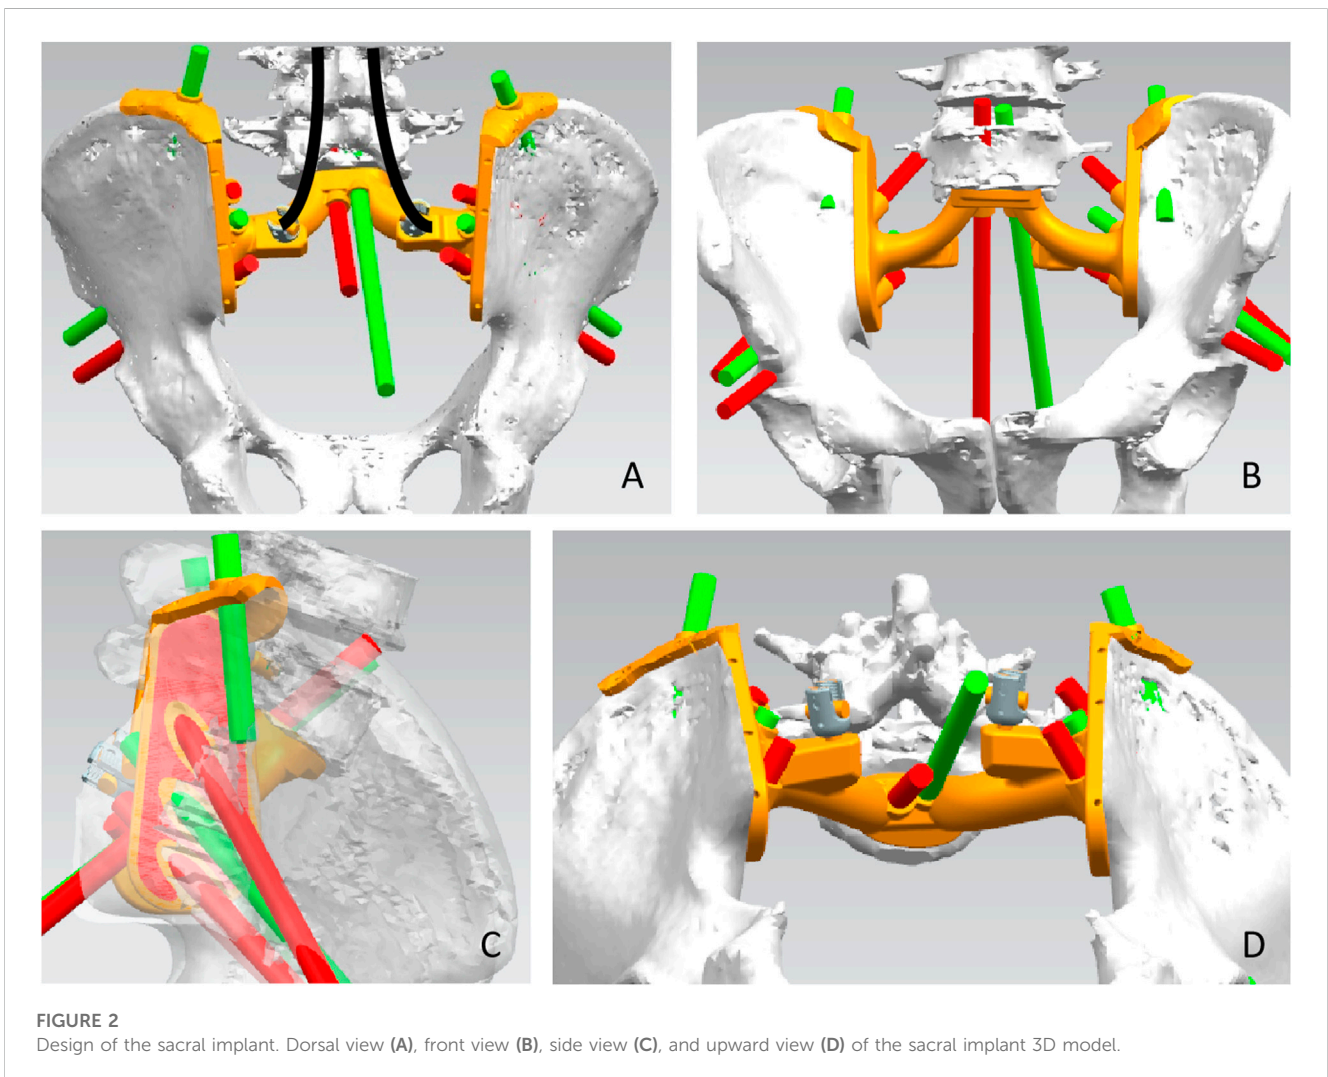 A
B
C
D
FIGURE 2
Design of the sacral implant. Dorsal view (A), front view (B), side view (C), and upward view (D) of the sacral implant 3D model.